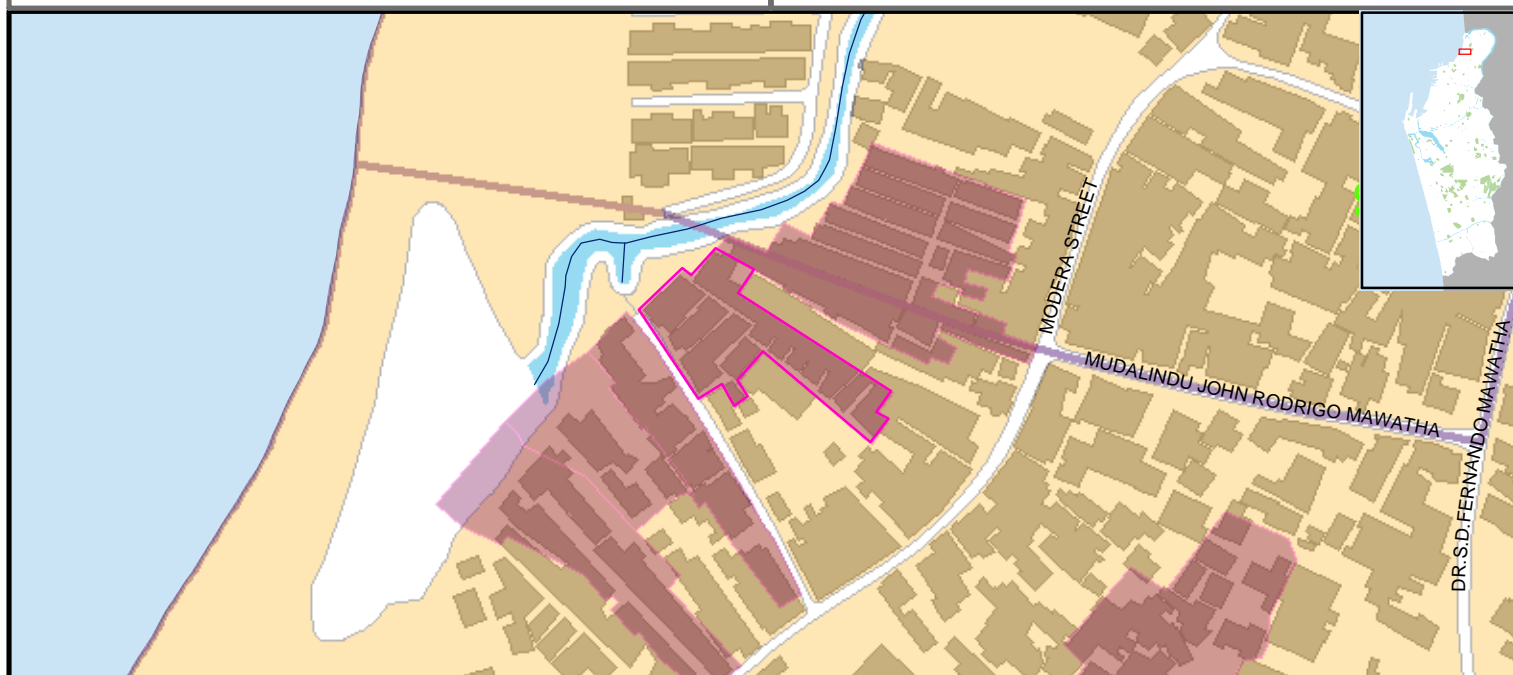 MODERA STREET
MUDALINDU JOHN RODRIGO MAWATHA
DR.S.D.FERNANDO MAWATHA